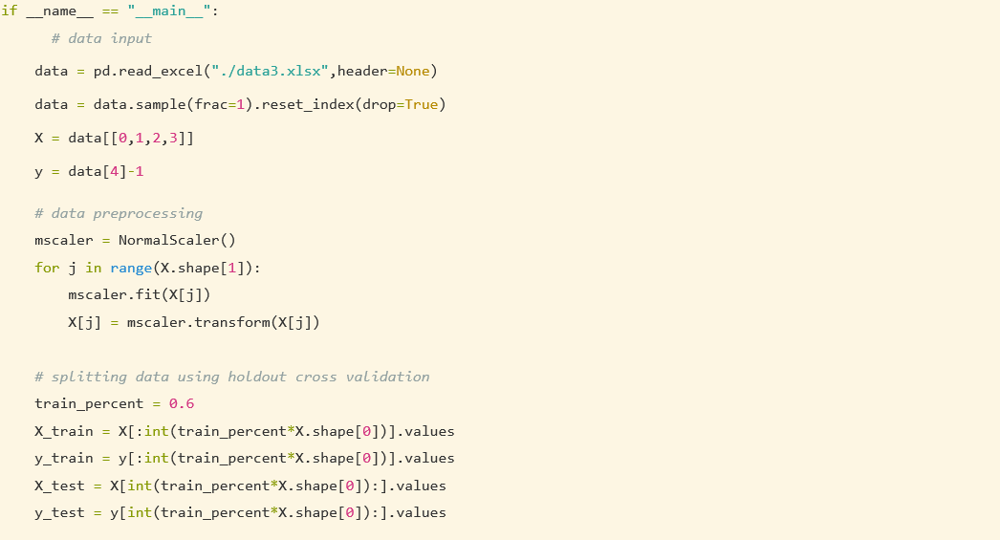 if __name__ == "__main__":
      # data input
    data = pd.read_excel("./data3.xlsx",header=None)
    data = data.sample(frac=1).reset_index(drop=True)
    X = data[[0,1,2,3]]
    y = data[4]-1
    # data preprocessing
    mscaler = NormalScaler()
    for j in range(X.shape[1]):
        mscaler.fit(X[j])
        X[j] = mscaler.transform(X[j])
    # splitting data using holdout cross validation
    train_percent = 0.6
    X_train = X[:int(train_percent*X.shape[0])].values
    y_train = y[:int(train_percent*X.shape[0])].values
    X_test = X[int(train_percent*X.shape[0]):].values
    y_test = y[int(train_percent*X.shape[0]):].values